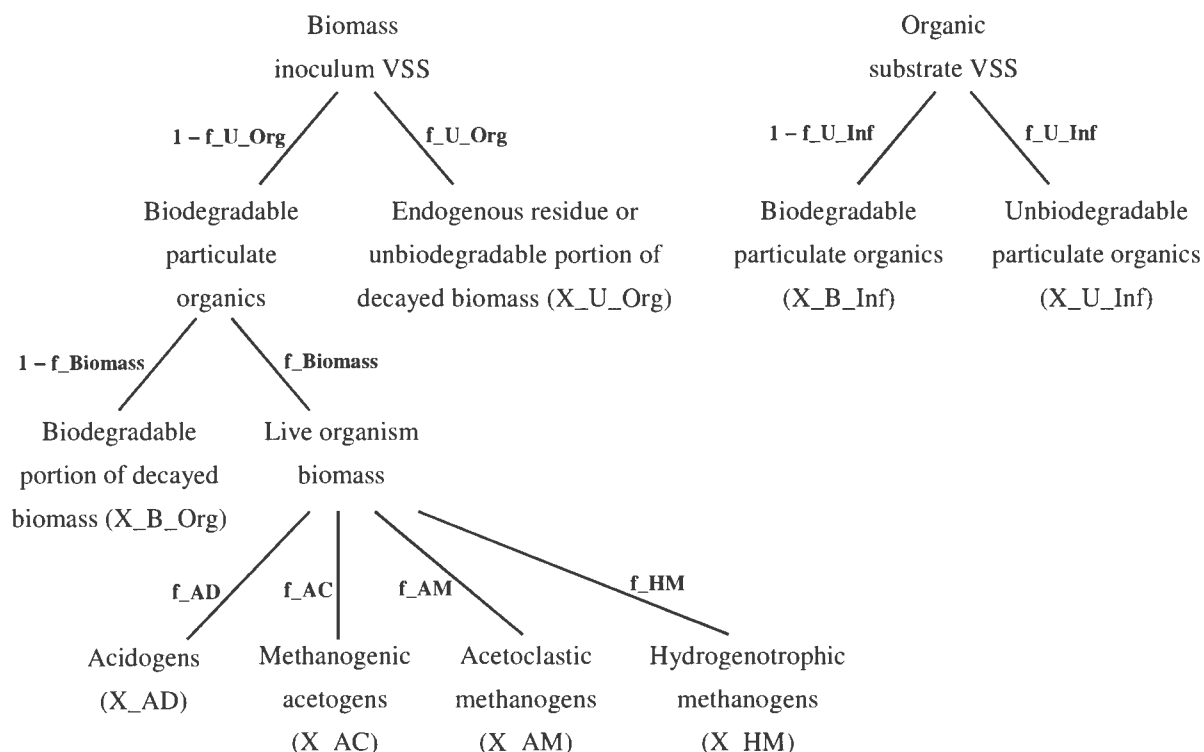 Biomass
inoculum VSS
Organic
substrate VSS
1 – f_U_Org
f_U_Org
1 – f_U_Inf
f_U_Inf
Biodegradable
particulate
organics
Endogenous residue or
unbiodegradable portion of
decayed biomass (X_U_Org)
Biodegradable
particulate organics
(X_B_Inf)
Unbiodegradable
particulate organics
(X_U_Inf)
1 – f_Biomass
f_Biomass
Biodegradable
portion of decayed
biomass (X_B_Org)
Live organism
biomass
f_AD
f_AC
f_AM
f_HM
Acidogens
(X_AD)
Methanogenic
acetogens
(X_AC)
Acetoclastic
methanogens
(X_AM)
Hydrogenotrophic
methanogens
(X_HM)